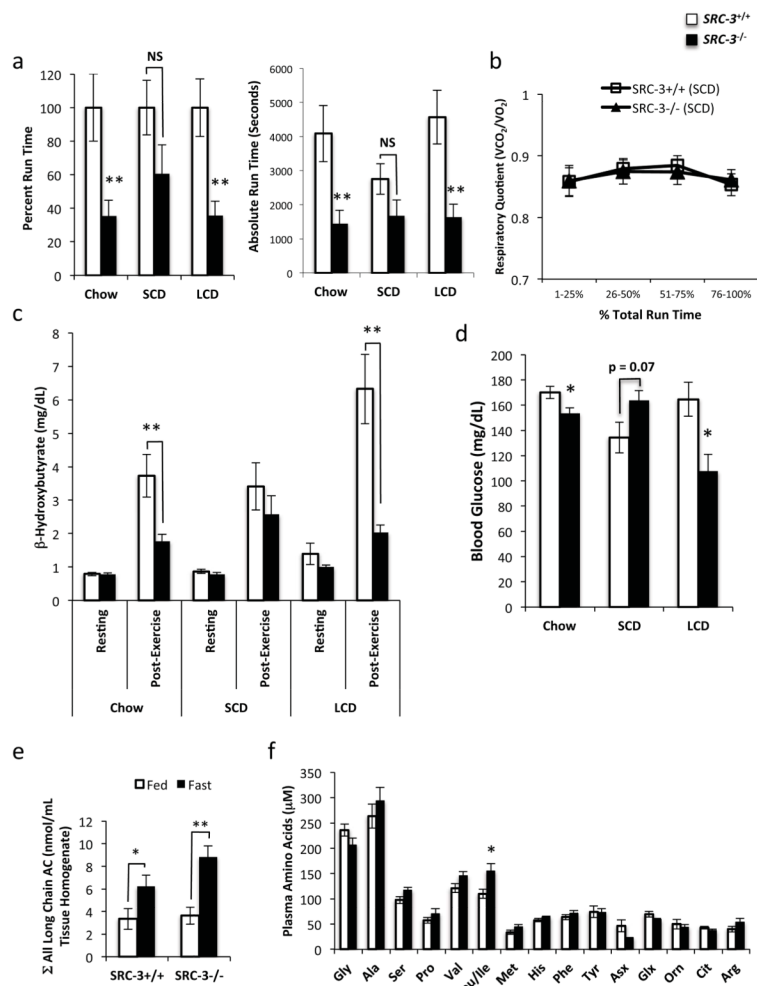 SRC-3+/+
SRC-3-/-
a
NS
Percent Run Time
120
100
80
60
40
20
0
**
**
Chow SCD LCD
Absolute Run Time (Seconds)
6000
5000
4000
3000
2000
1000
0
NS
**
**
Chow SCD LCD
b
Respiratory Quotient (VCO2/VO2)
1
0.9
0.8
0.7
SRC-3+/+ (SCD)
SRC-3-/- (SCD)
1-25% 26-50% 51-75% 76-100%
% Total Run Time
c
β-Hydroxybutyrate (mg/dL)
8
7
6
5
4
3
2
1
0
**
**
Resting Post-Exercise Resting Post-Exercise Resting Post-Exercise
Chow SCD LCD
d
Blood Glucose (mg/dL)
200
180
160
140
120
100
80
60
40
20
0
*
p = 0.07
*
Chow SCD LCD
e
Fed Fast
Σ All Long Chain AC (nmol/mL
Tissue Homogenate)
12
10
8
6
4
2
0
*
**
SRC-3+/+ SRC-3-/-
f
Plasma Amino Acids (μM)
350
300
250
200
150
100
50
0
*
Gly Ala Ser Pro Val Met His Phe Tyr Asx Glx Orn Cit Arg